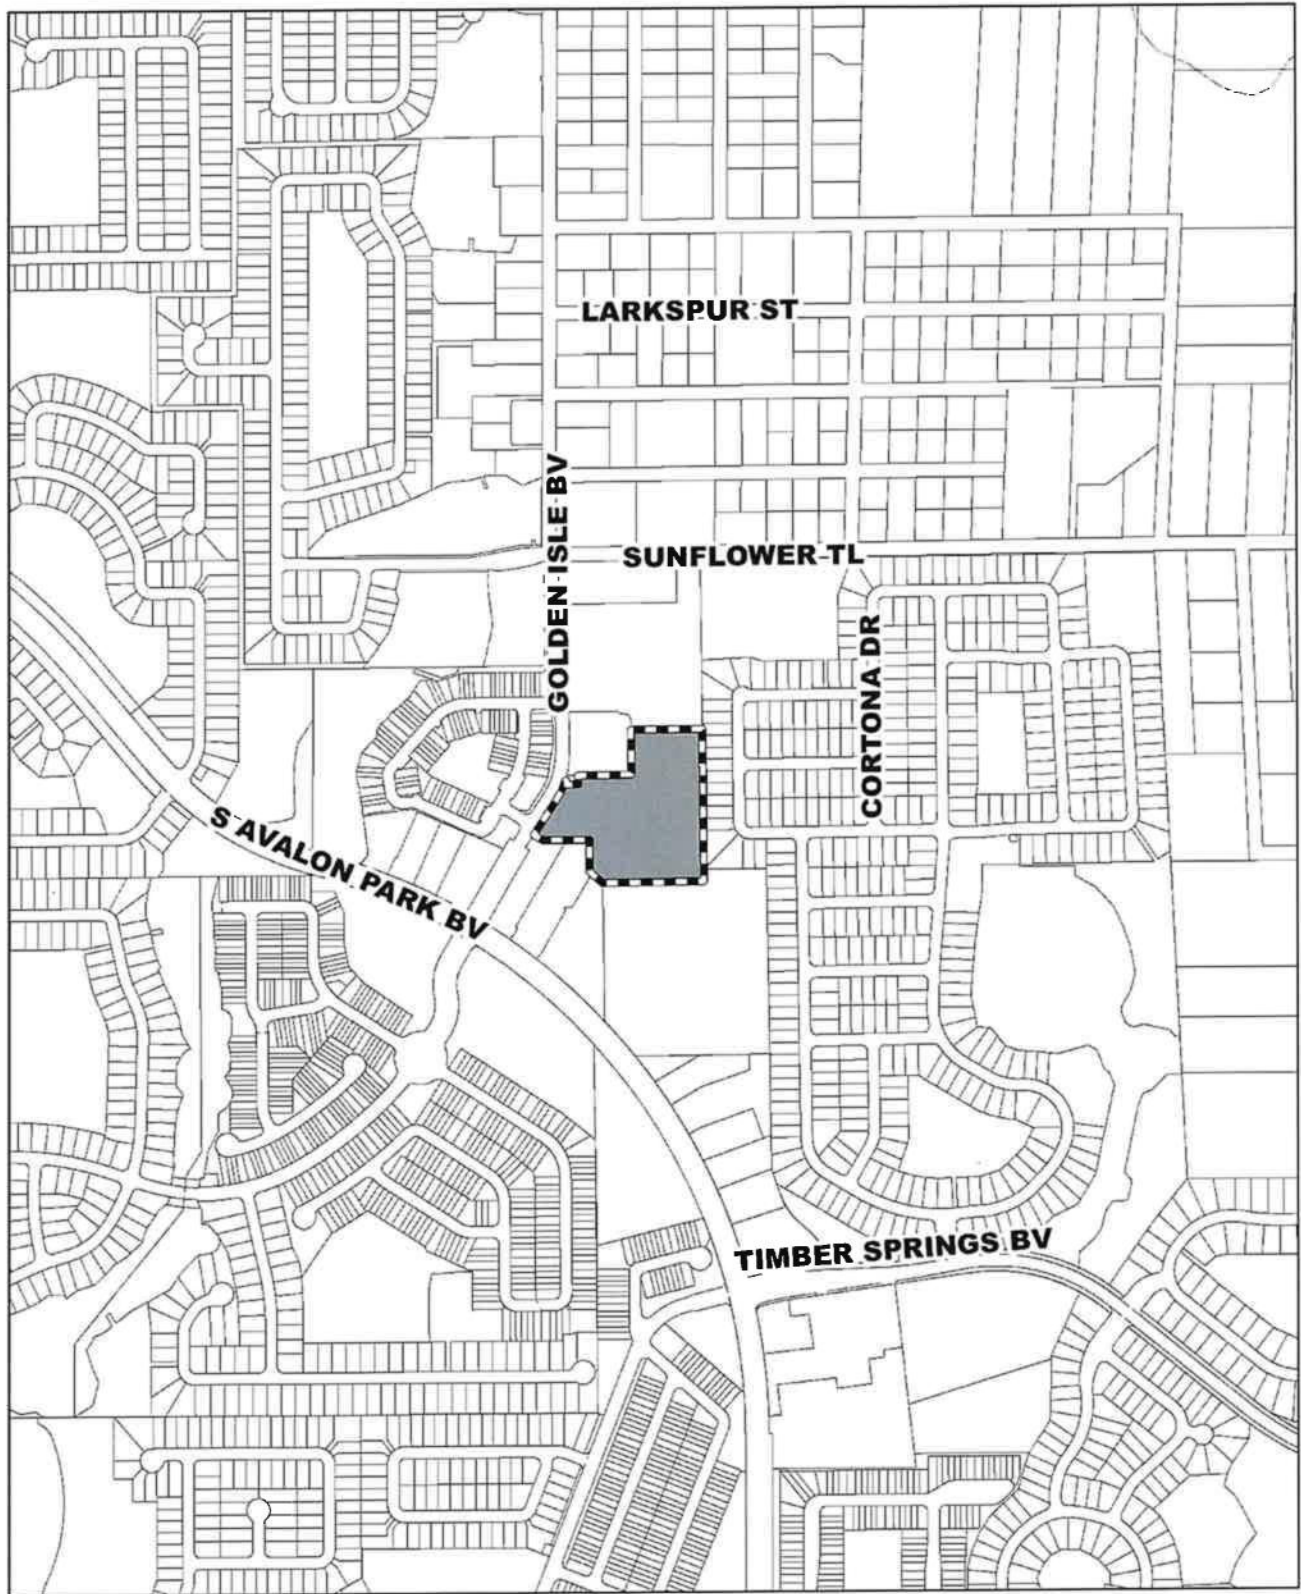 LARKSPUR ST
GOLDEN ISLE BV
SUNFLOWER TL
CORTONA DR
S AVALON PARK BV
TIMBER SPRINGS BV